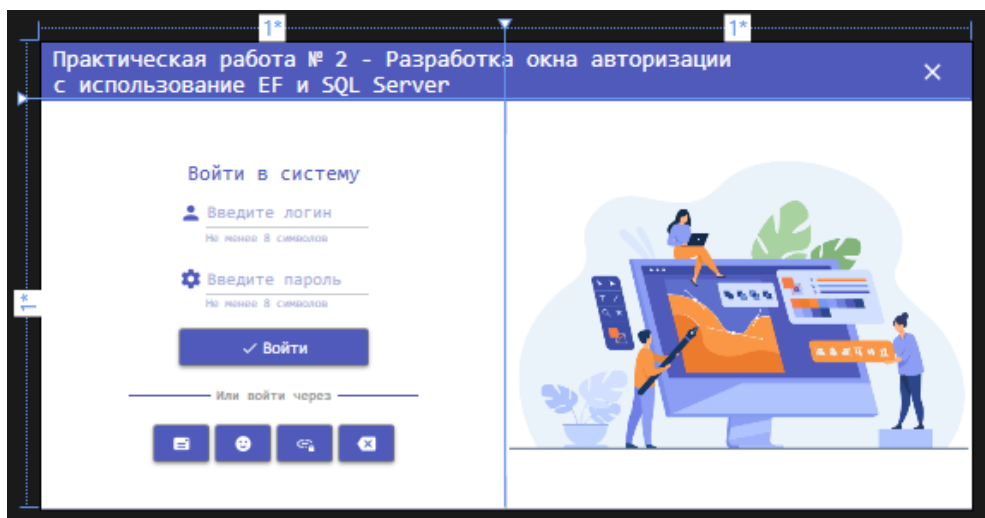 1*
1*
Практическая работа № 2 - Разработка окна авторизации
с использование EF и SQL Server
1*
Войти в систему
Введите логин
Не менее 8 символов
Введите пароль
Не менее 8 символов
Войти
Или войти через